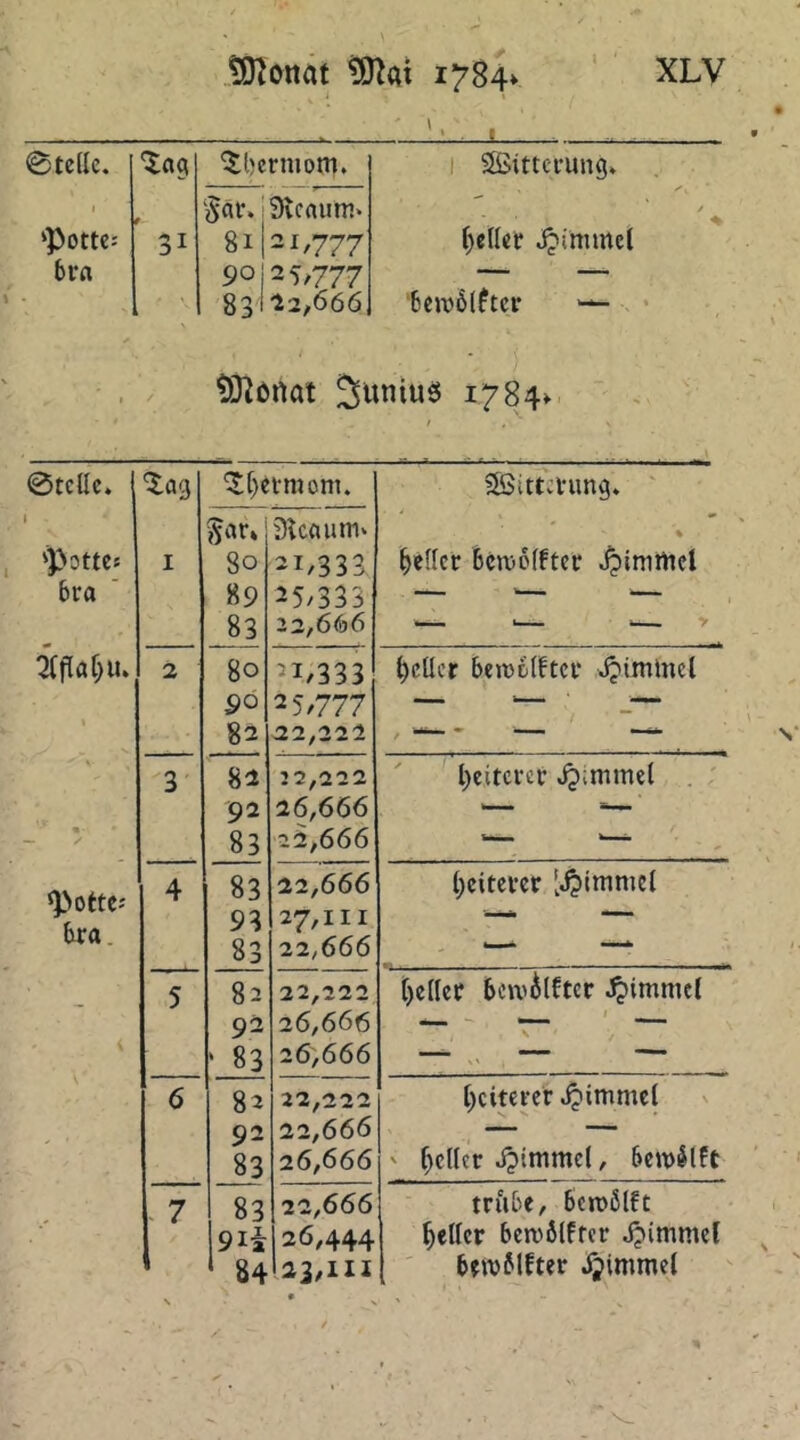 Monat Mai 1784. XLV
Stelle. Tag Thermom. Witterung.
Far. Reaum.
Potte= 31 81 21,777 heller Himmel
bra 90 25,777 — —
83 22,666 bewölkter —
Monat Junius 1784.
Stelle. Tag Thermom. Witterung.
Far. Reaum.
Potte= 1 80 21,333 heller bewölkter Himmel
bra 89 25,333 — — —
83 22,666 — — —
Aflahu. 2 80 21,333 heller bewölkter Himmel
90 25,777 — — —
82 22,222 — — —
3 82 22,222 heiterer Himmel
92 26,666 — —
83 22,666 — —
Potte= 4 83 22,666 heiterer Himmel
bra. 93 27,111 — —
83 22,666 — —
5 82 22,222 heller bewölkter Himmel
92 26,666 — — —
83 26,666 — — —
6 82 22,222 heiterer Himmel
92 22,666 — —
83 26,666 heller Himmel, bewölkt
7 83 22,666 trübe, bewölkt
91½ 26,444 heller bewölkter Himmel
84 23,111 bewölkter Himmel